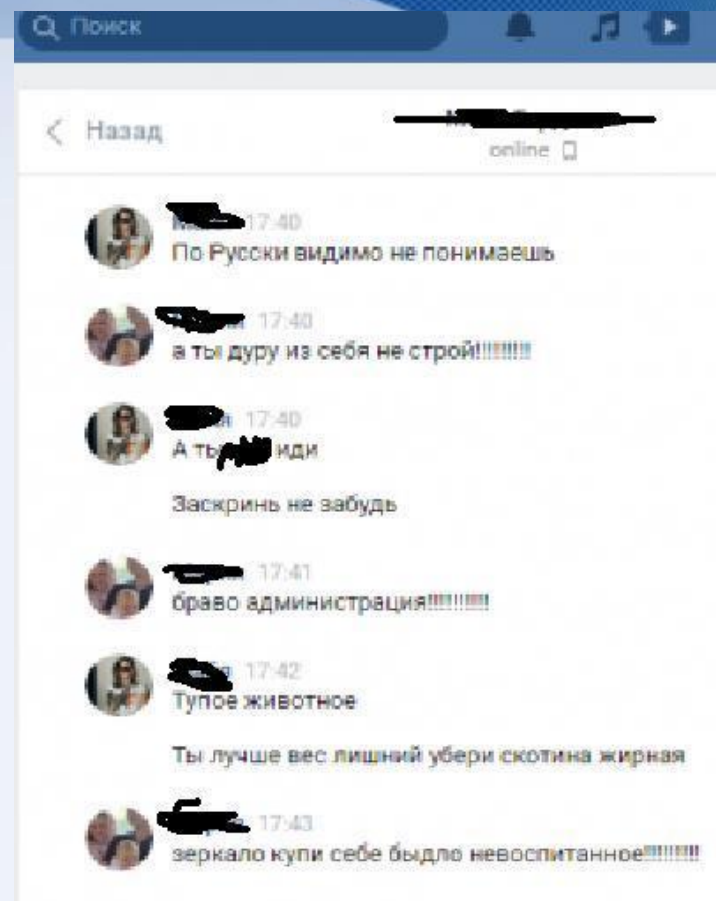 Поиск
Назад
online
17:40
По Русски видимо не понимаешь
17:40
а ты дуру из себя не строй!!!!!!!!!
17:40
А ты иди
Заскринь не забудь
17:41
браво администрация!!!!!!!!!!
17:42
Тупое животное
Ты лучше вес лишний убери скотина жирная
17:43
зеркало купи себе быдло невоспитанное!!!!!!!!!